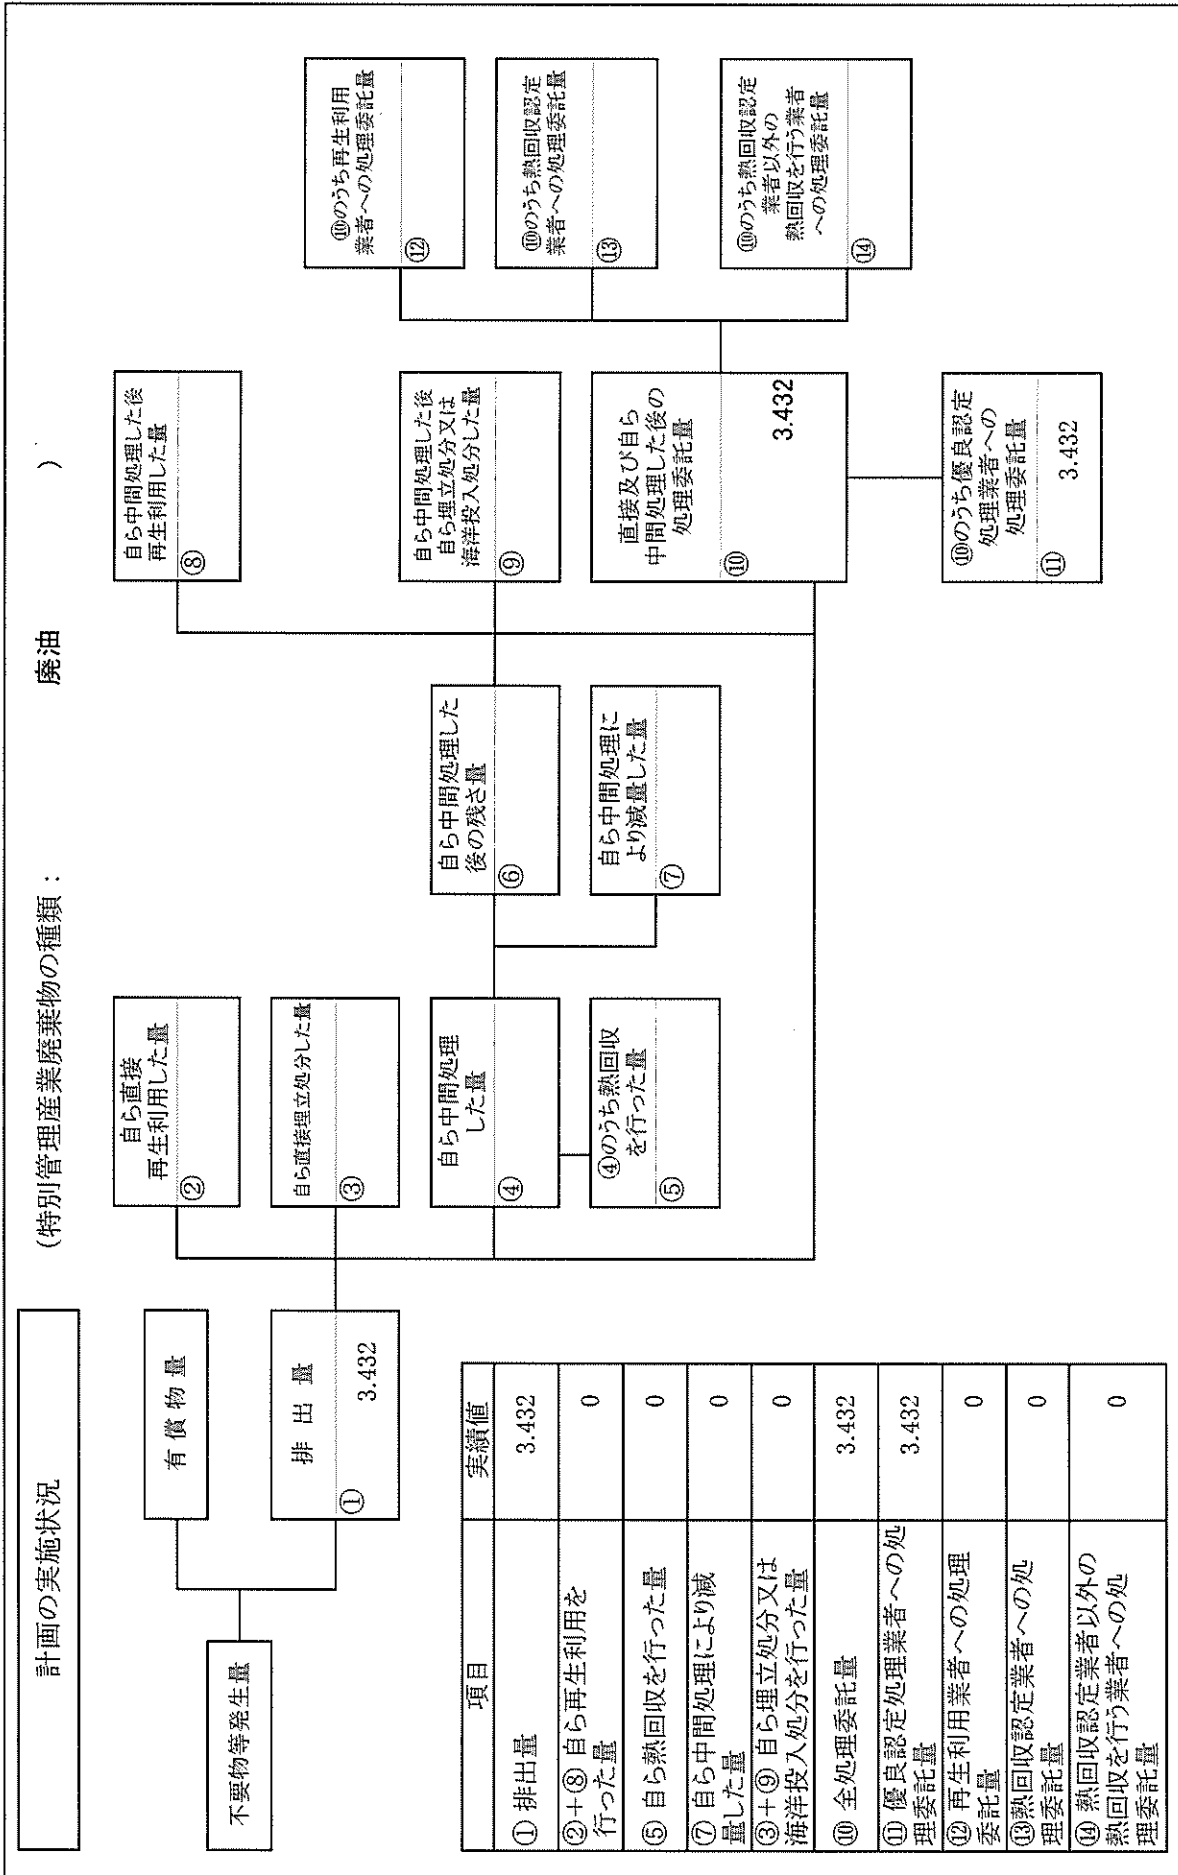 計画の実施状況
(特別管理産業廃棄物の種類： 廃油 )
不要物等発生量
有 償 物 量
排 出 量
① 3.432
自ら直接
再生利用した量
②
自ら直接埋立処分した量
③
自ら中間処理
した量
④
④のうち熱回収
を行った量
⑤
自ら中間処理した
後の残さ量
⑥
自ら中間処理に
より減量した量
⑦
自ら中間処理した後
再生利用した量
⑧
自ら中間処理した後
自ら埋立処分又は
海洋投入処分した量
⑨
直接及び自ら
中間処理した後の
処理委託量
⑩ 3.432
⑩のうち優良認定
処理業者への
処理委託量
⑪ 3.432
⑩のうち再生利用
業者への処理委託量
⑫
⑩のうち熱回収認定
業者への処理委託量
⑬
⑩のうち熱回収認定
業者以外の
熱回収を行う業者
への処理委託量
⑭
項目 実績値
① 排出量 3.432
②＋⑧ 自ら再生利用を
行った量 0
⑤ 自ら熱回収を行った量 0
⑦ 自ら中間処理により減
量した量 0
③＋⑨ 自ら埋立処分又は
海洋投入処分を行った量 0
⑩ 全処理委託量 3.432
⑪ 優良認定処理業者への処
理委託量 3.432
⑫ 再生利用業者への処理
委託量 0
⑬熱回収認定業者への処
理委託量 0
⑭ 熱回収認定業者以外の
熱回収を行う業者への処
理委託量 0